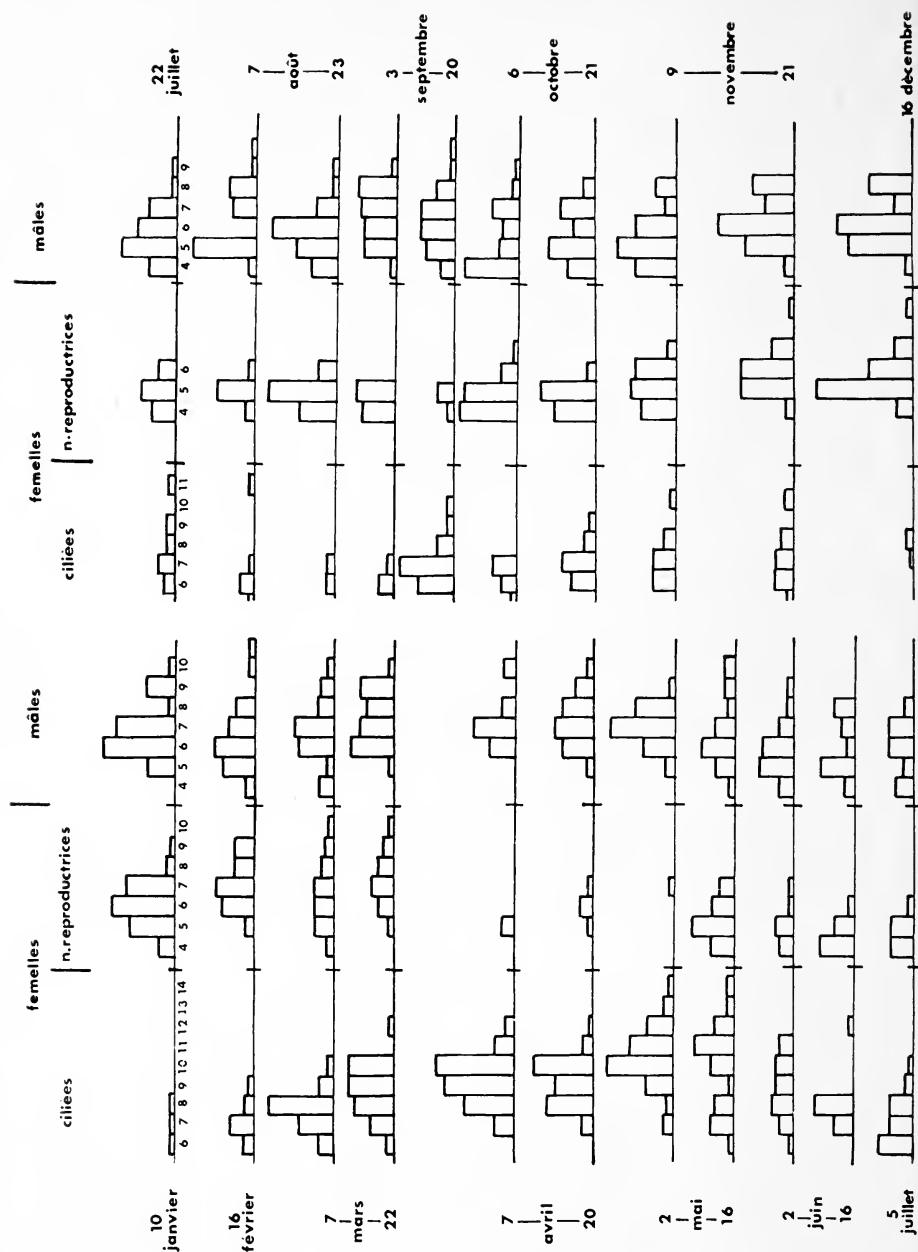 femelles
ciliées
n.reproductrices
mâles
femelles
ciliées
n.reproductrices
mâles
10
janvier
6 7 8 9 10 11 12 13 14
4 5 6 7 8 9 10
4 5 6 7 8 9 10
6 7 8 9 10 11
4 5 6
4 5 6 7 8 9
22
juillet
16
février
7
août
23
7
mars
22
3
septembre
20
7
avril
20
6
octobre
21
2
mai
16
9
novembre
21
2
juin
16
5
juillet
16 décembre